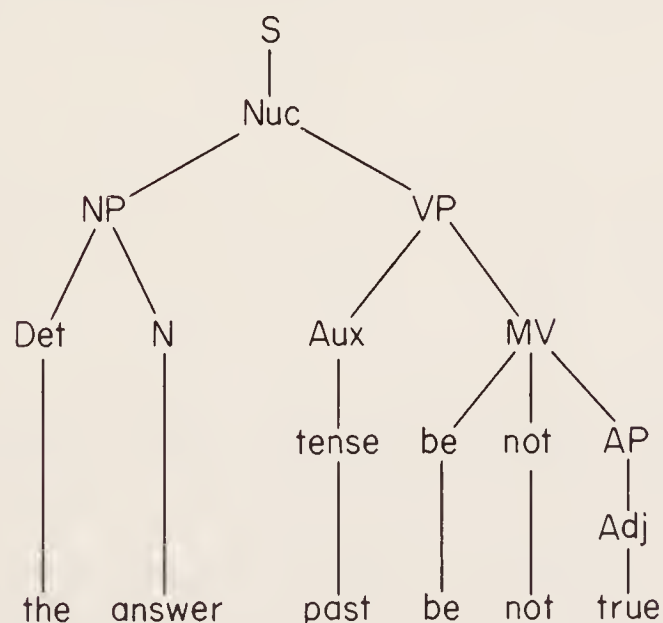 S
Nuc
NP VP
Det N Aux MV
tense be not AP
Adj
the answer past be not true